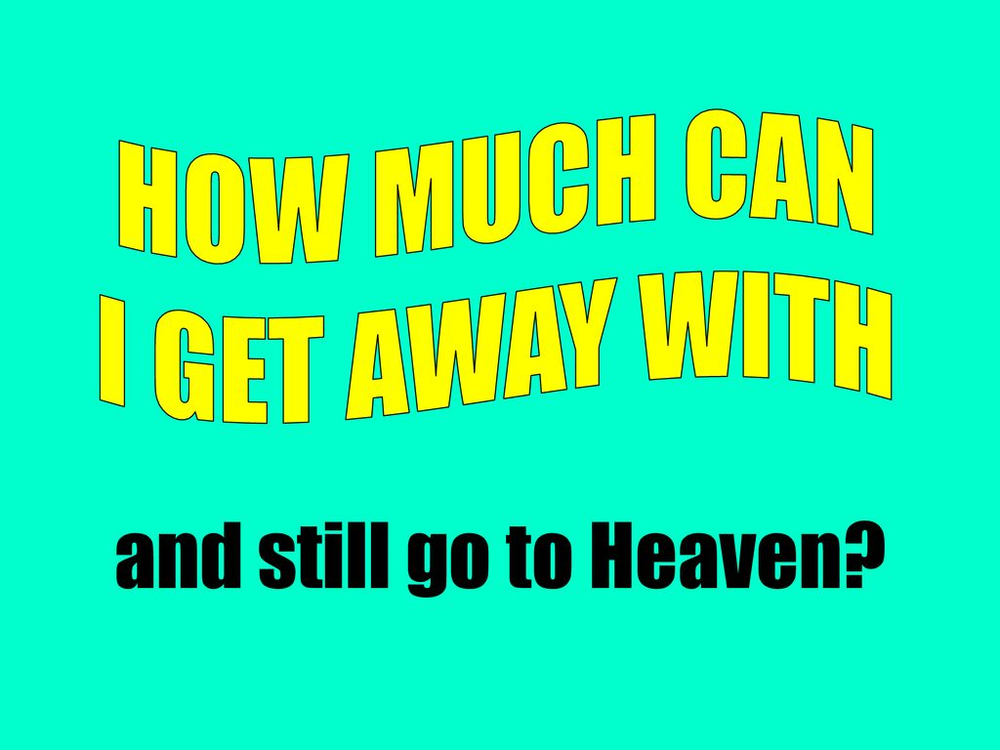 HOW MUCH CAN
I GET AWAY WITH
and still go to Heaven?